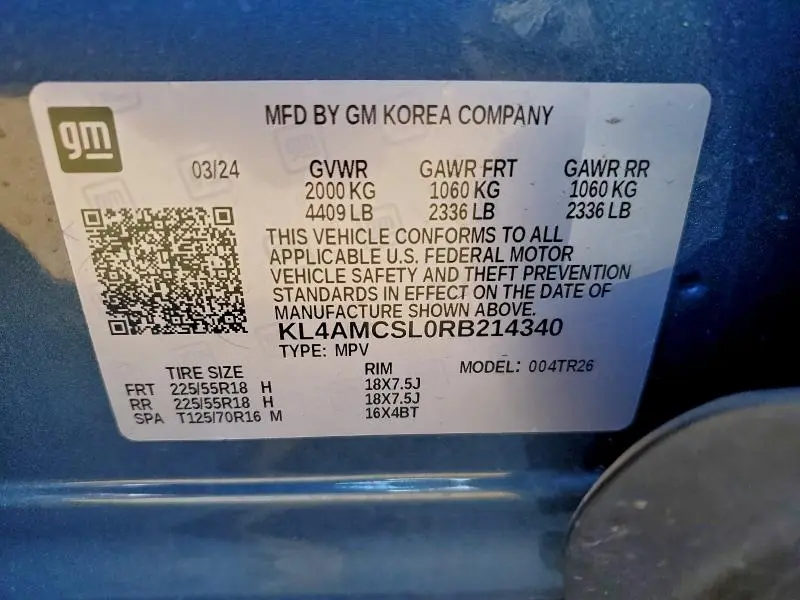 gm
MFD BY GM KOREA COMPANY
03/24 GVWR GAWR FRT GAWR RR
2000 KG 1060 KG 1060 KG
4409 LB 2336 LB 2336 LB
THIS VEHICLE CONFORMS TO ALL
APPLICABLE U.S. FEDERAL MOTOR
VEHICLE SAFETY AND THEFT PREVENTION
STANDARDS IN EFFECT ON THE DATE OF
MANUFACTURE SHOWN ABOVE.
KL4AMCSL0RB214340
TYPE: MPV
TIRE SIZE RIM MODEL: 004TR26
FRT 225/55R18 H 18X7.5J
RR 225/55R18 H 18X7.5J
SPA T125/70R16 M 16X4BT